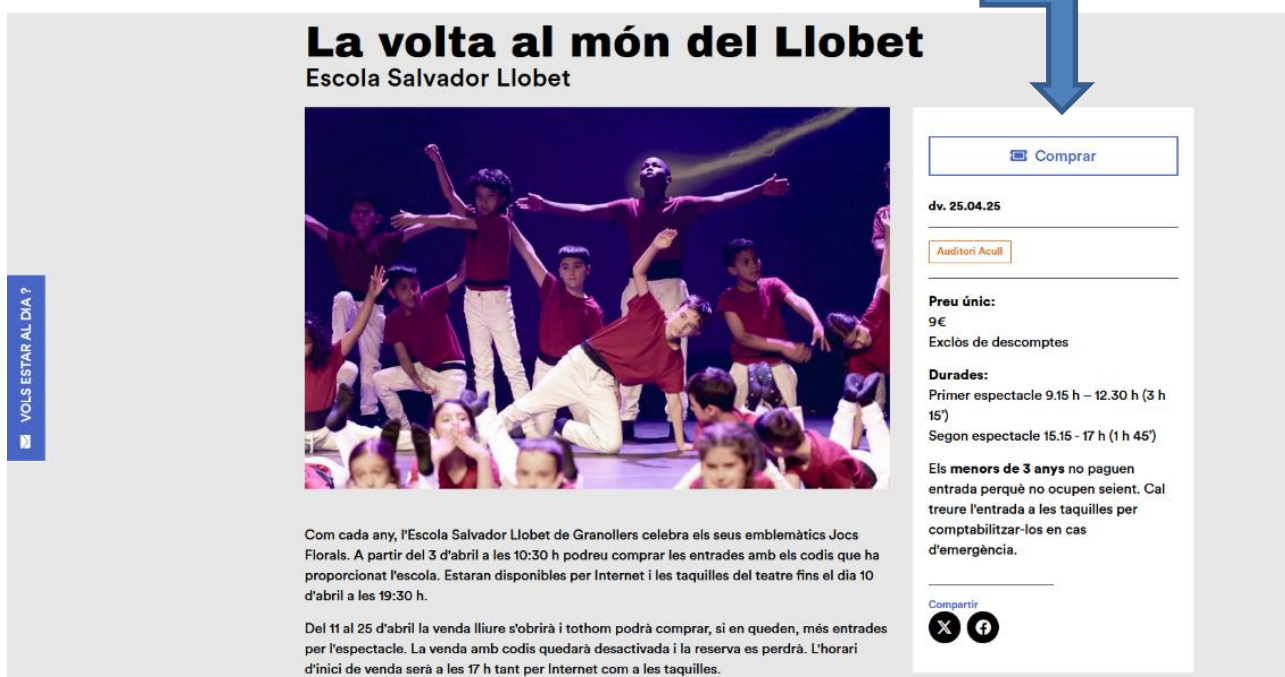 La volta al món del Llobet
Escola Salvador Llobet
VOLS ESTAR AL DIA ?
Com cada any, l'Escola Salvador Llobet de Granollers celebra els seus emblemàtics Jocs
Florals. A partir del 3 d'abril a les 10:30 h podreu comprar les entrades amb els codis que ha
proporcionat l'escola. Estaran disponibles per Internet i les taquilles del teatre fins el dia 10
d'abril a les 19:30 h.
Del 11 al 25 d'abril la venda lliure s'obrirà i tothom podrà comprar, si en queden, més entrades
per l'espectacle. La venda amb codis quedarà desactivada i la reserva es perdrà. L'horari
d'inici de venda serà a les 17 h tant per Internet com a les taquilles.
Comprar
dv. 25.04.25
Auditori Acull
Preu únic:
9€
Exclòs de descomptes
Durades:
Primer espectacle 9.15 h – 12.30 h (3 h
15')
Segon espectacle 15.15 - 17 h (1 h 45')
Els menors de 3 anys no paguen
entrada perquè no ocupen seient. Cal
treure l'entrada a les taquilles per
comptabilitzar-los en cas
d'emergència.
Compartir